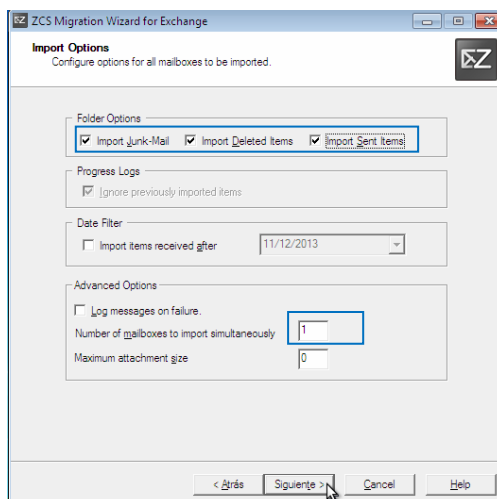 ZCS Migration Wizard for Exchange
Import Options
Configure options for all mailboxes to be imported.
Folder Options
Import Junk-Mail Import Deleted Items Import Sent Items
Progress Logs
Ignore previously imported items
Date Filter
Import items received after 11/12/2013
Advanced Options
Log messages on failure.
Number of mailboxes to import simultaneously 1
Maximum attachment size 0
< Atrás Siguiente > Cancel Help